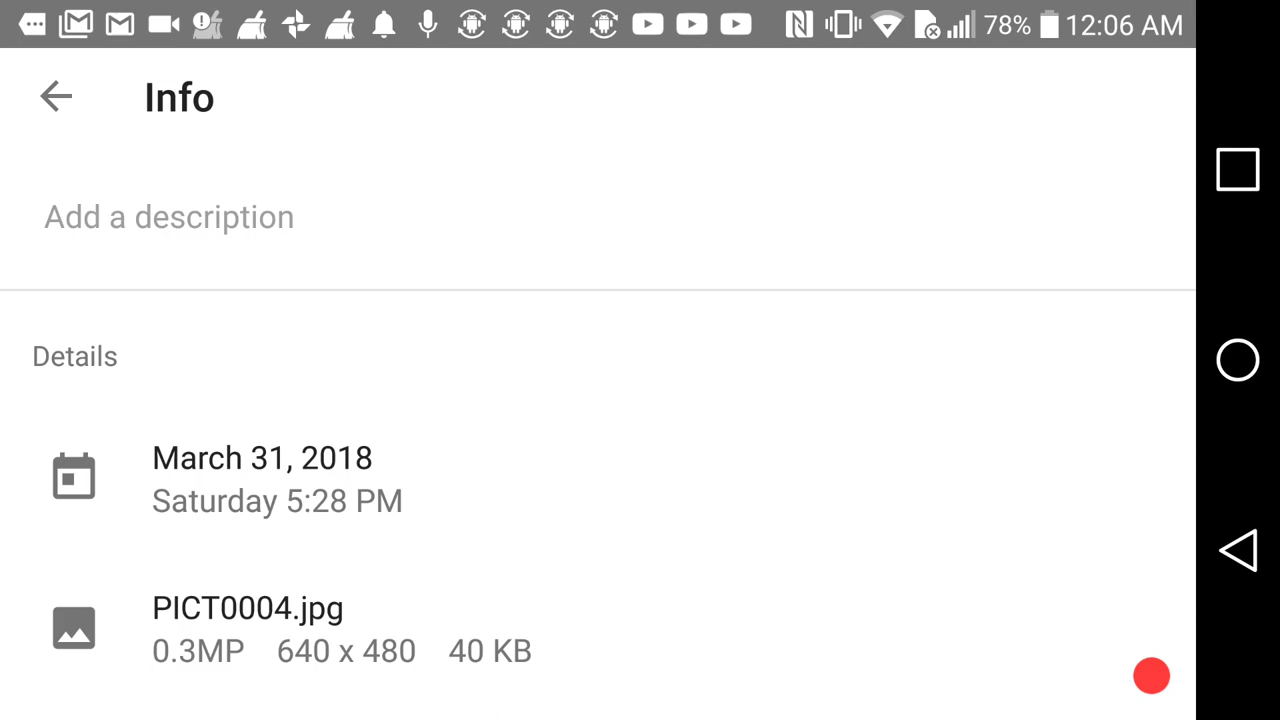 78% 12:06 AM
Info
Add a description
Details
March 31, 2018
Saturday 5:28 PM
PICT0004.jpg
0.3MP 640 x 480 40 KB